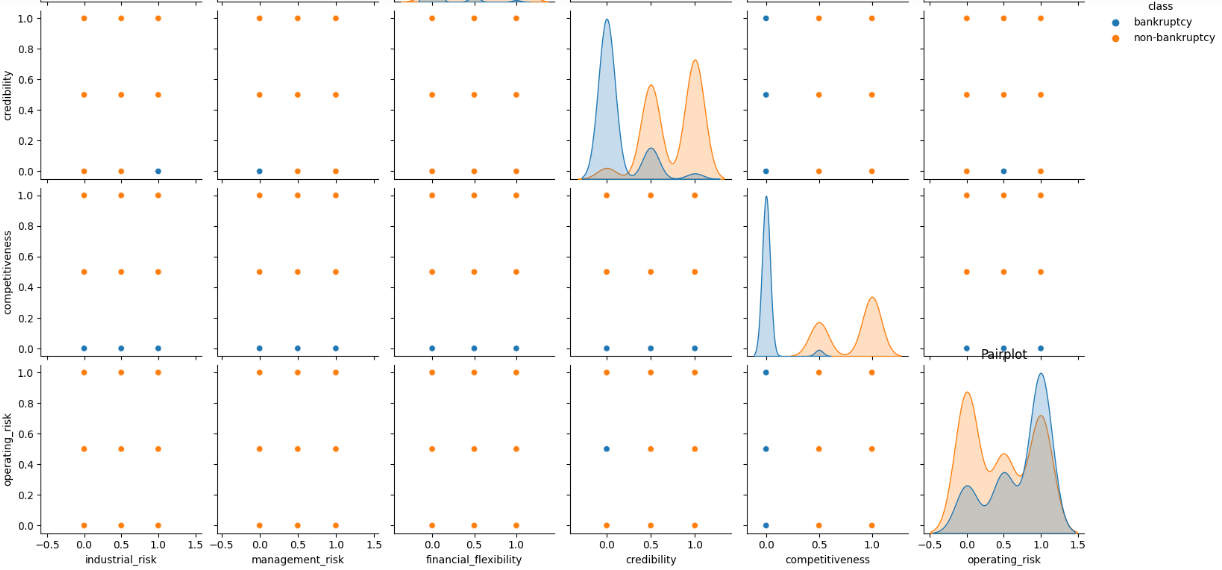 class
bankruptcy
non-bankruptcy
1.0
0.8
0.6
0.4
0.2
0.0
credibility
1.0
0.8
0.6
0.4
0.2
0.0
competitiveness
Pairplot
1.0
0.8
0.6
0.4
0.2
0.0
operating_risk
−0.5 0.0 0.5 1.0 1.5 −0.5 0.0 0.5 1.0 1.5 0.0 0.5 1.0 0.0 0.5 1.0 0.0 0.5 1.0 −0.5 0.0 0.5 1.0 1.5
industrial_risk management_risk financial_flexibility credibility competitiveness operating_risk